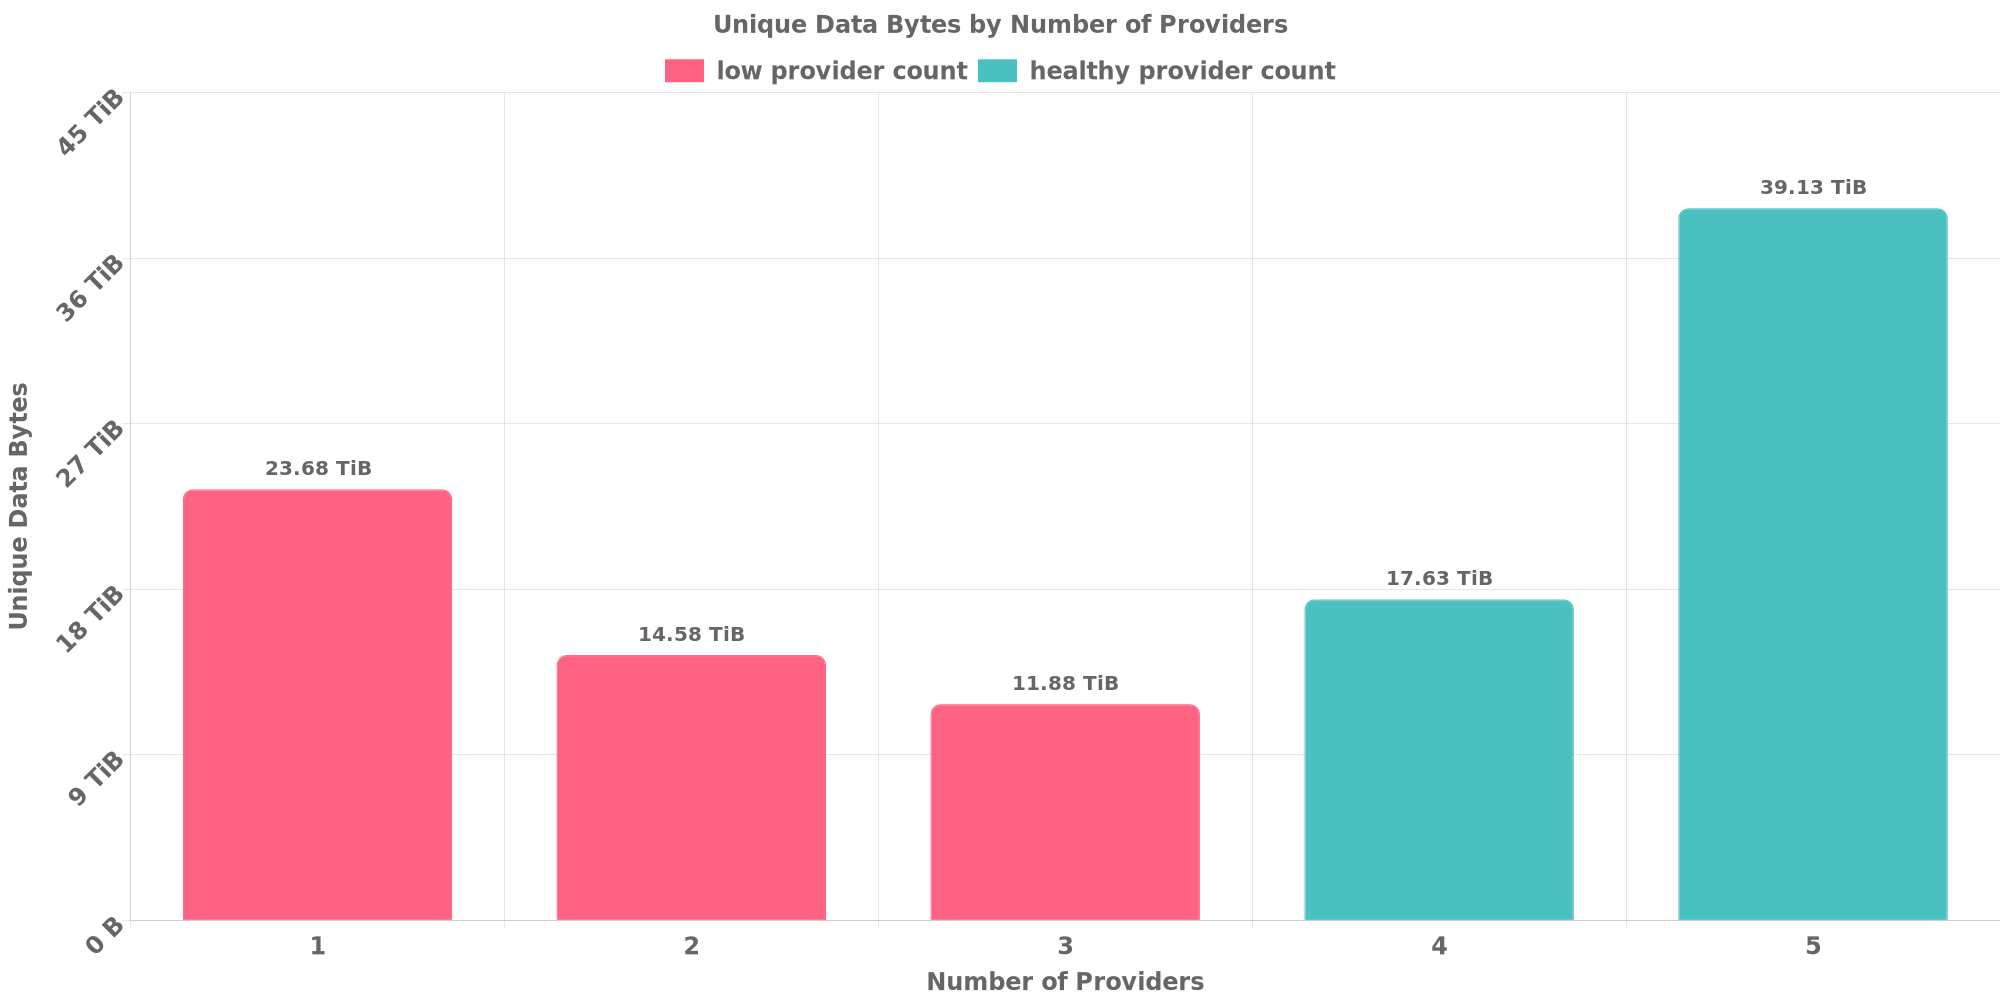 Unique Data Bytes by Number of Providers
low provider count healthy provider count
45 TiB
36 TiB
27 TiB
18 TiB
9 TiB
0 B
Unique Data Bytes
23.68 TiB
14.58 TiB
11.88 TiB
17.63 TiB
39.13 TiB
1 2 3 4 5
Number of Providers